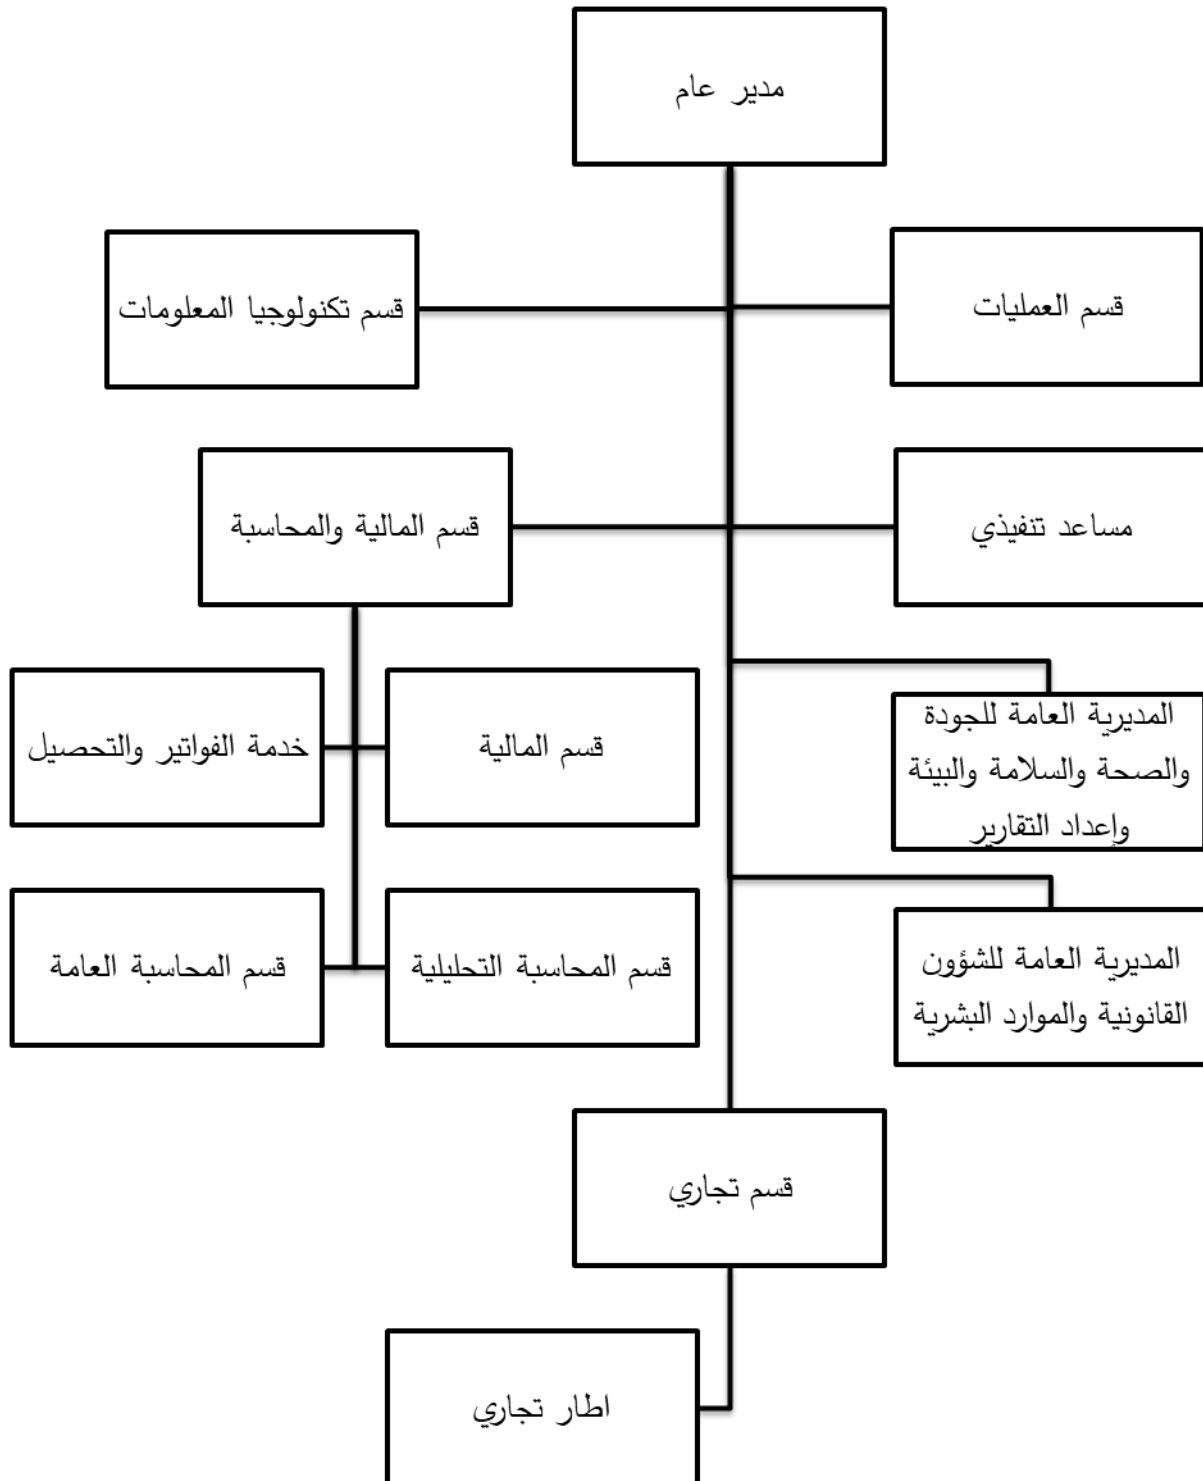 مدير عام
قسم العمليات
قسم تكنولوجيا المعلومات
مساعد تنفيذي
قسم المالية والمحاسبة
المديرية العامة للجودة
والصحة والسلامة والبيئة
وإعداد التقارير
قسم المالية
خدمة الفواتير والتحصيل
المديرية العامة للشؤون
القانونية والموارد البشرية
قسم المحاسبة التحليلية
قسم المحاسبة العامة
قسم تجاري
اطار تجاري